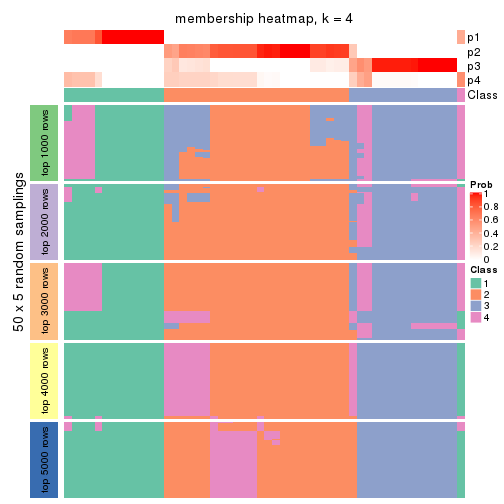 membership heatmap, k = 4
p1
p2
p3
p4
Class
50 x 5 random samplings
top 1000 rows
top 2000 rows
top 3000 rows
top 4000 rows
top 5000 rows
Prob
1
0.8
0.6
0.4
0.2
0
Class
1
2
3
4